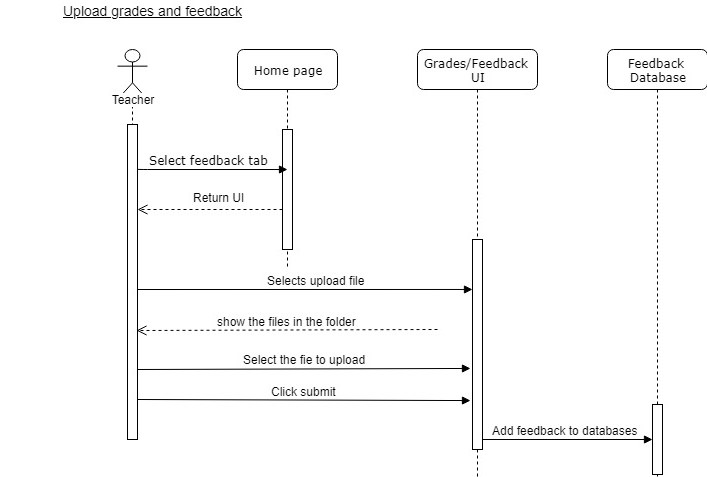 Upload grades and feedback
Home page
Grades/Feedback
UI
Feedback
Database
Teacher
Select feedback tab
Return UI
Selects upload file
show the files in the folder
Select the fie to upload
Click submit
Add feedback to databases